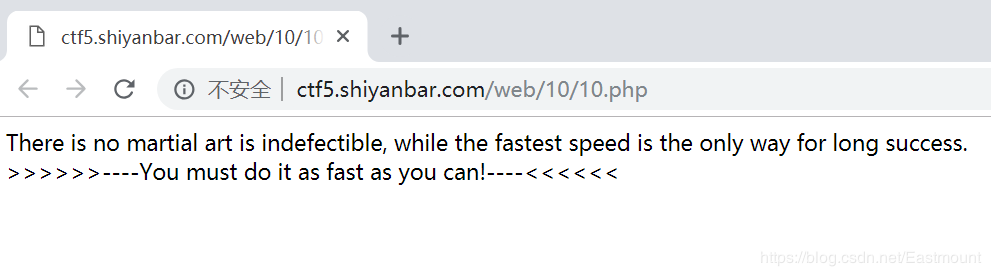 ctf5.shiyanbar.com/web/10/10
不安全 | ctf5.shiyanbar.com/web/10/10.php
There is no martial art is indefectible, while the fastest speed is the only way for long success.
>>>>>>----You must do it as fast as you can!----<<<<<<
https://blog.csdn.net/Eastmount